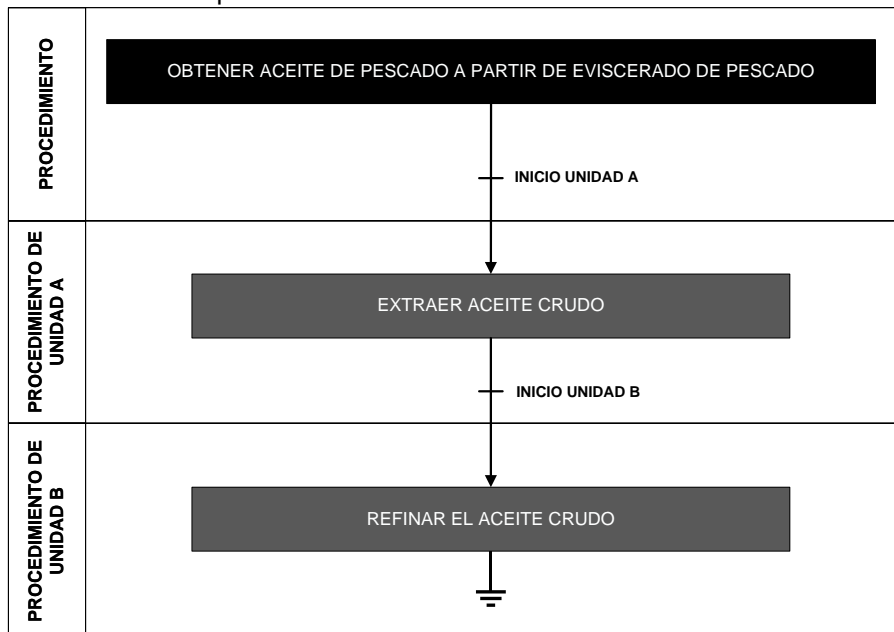 PROCEDIMIENTO
OBTENER ACEITE DE PESCADO A PARTIR DE EVISCERADO DE PESCADO
INICIO UNIDAD A
PROCEDIMIENTO DE
UNIDAD A
EXTRAER ACEITE CRUDO
INICIO UNIDAD B
PROCEDIMIENTO DE
UNIDAD B
REFINAR EL ACEITE CRUDO